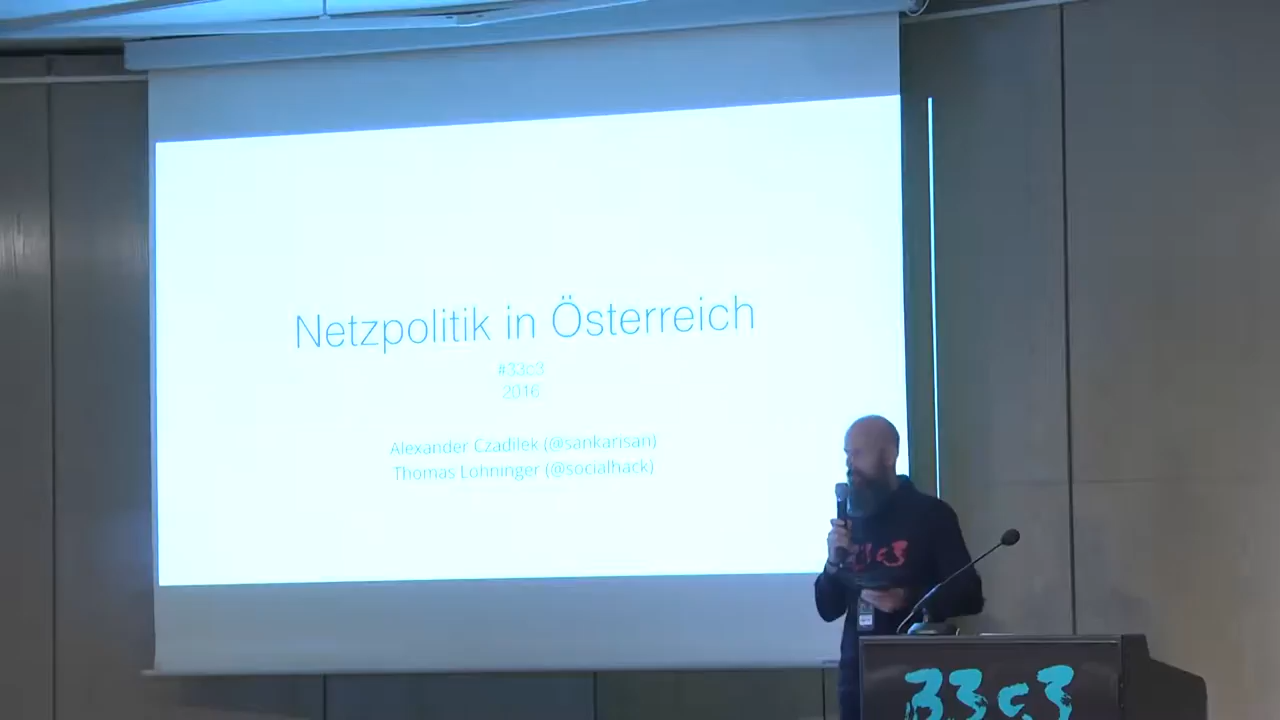 Netzpolitik in Österreich
#33c3
2016
Alexander Czadilek (@sankarisan)
Thomas Lohninger (@socialhack)
33c3